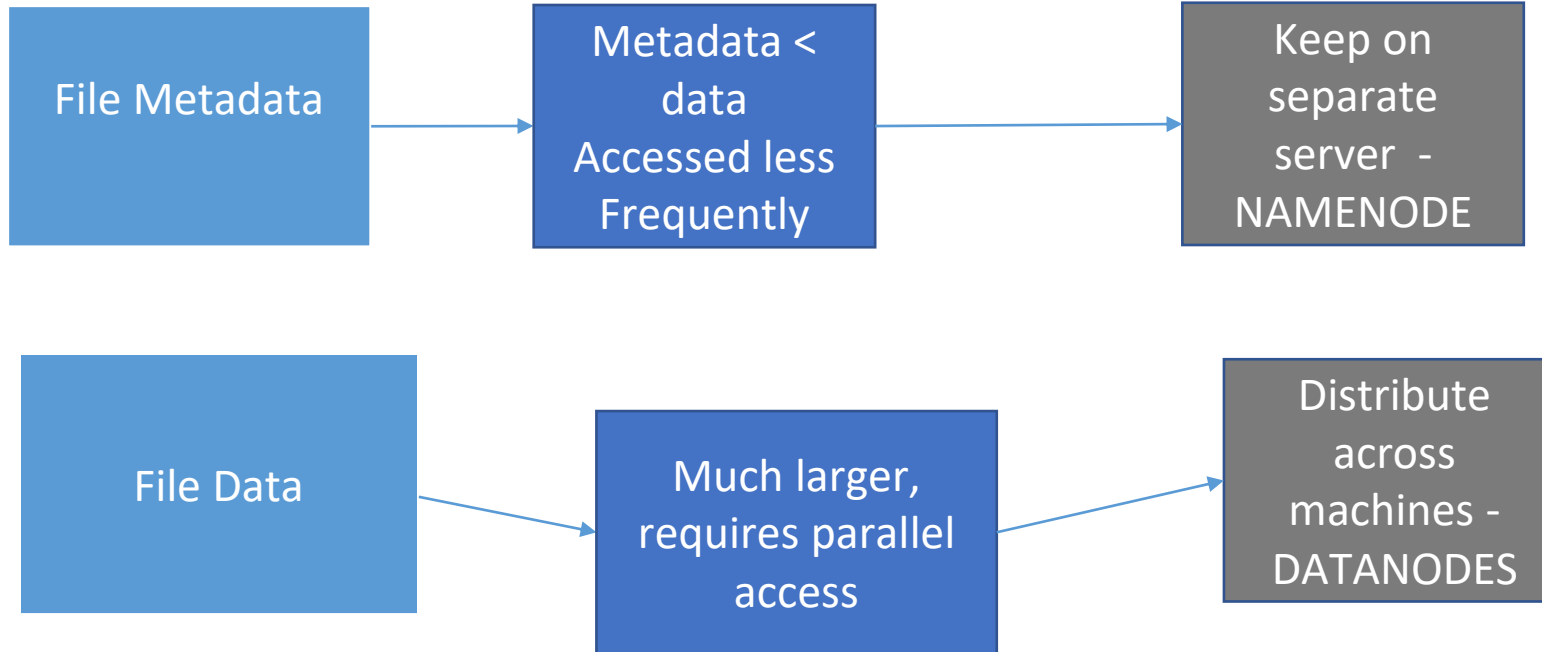 File Metadata
Metadata <
data
Accessed less
Frequently
Keep on
separate
server -
NAMENODE
File Data
Much larger,
requires parallel
access
Distribute
across
machines -
DATANODES